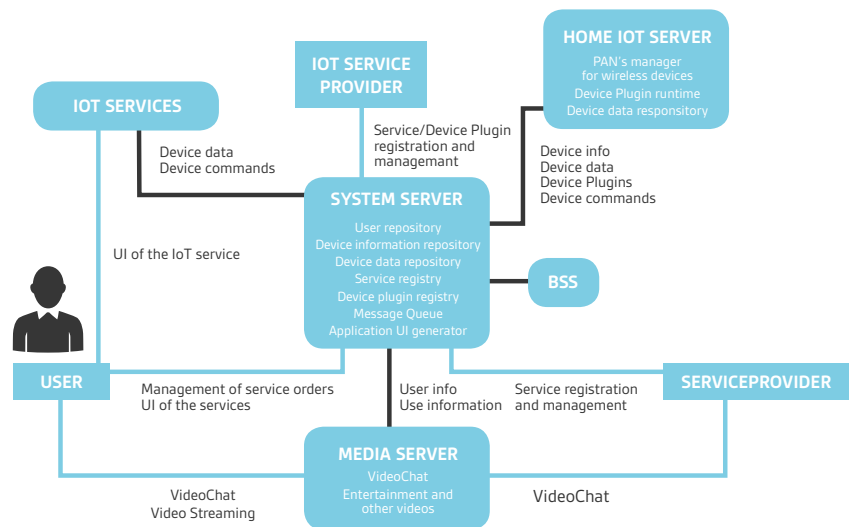 HOME IOT SERVER
PAN's manager
for wireless devices
Device Plugin runtime
Device data responsitory
IOT SERVICE
PROVIDER
IOT SERVICES
Service/Device Plugin
registration and
managemant
Device data
Device commands
Device info
Device data
Device Plugins
Device commands
SYSTEM SERVER
User repository
Device information repository
Device data repository
Service registry
Device plugin registry
Message Queue
Application UI generator
UI of the IoT service
BSS
USER
Management of service orders
UI of the services
User info
Use information
Service registration
and management
SERVICEPROVIDER
MEDIA SERVER
VideoChat
Entertainment and
other videos
VideoChat
Video Streaming
VideoChat